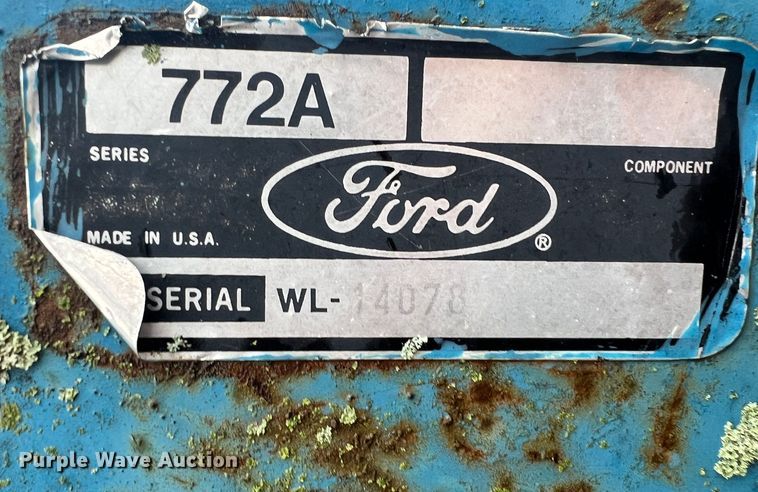 772A
SERIES
COMPONENT
Ford
®
MADE IN U.S.A.
SERIAL WL-14078
Purple Wave Auction